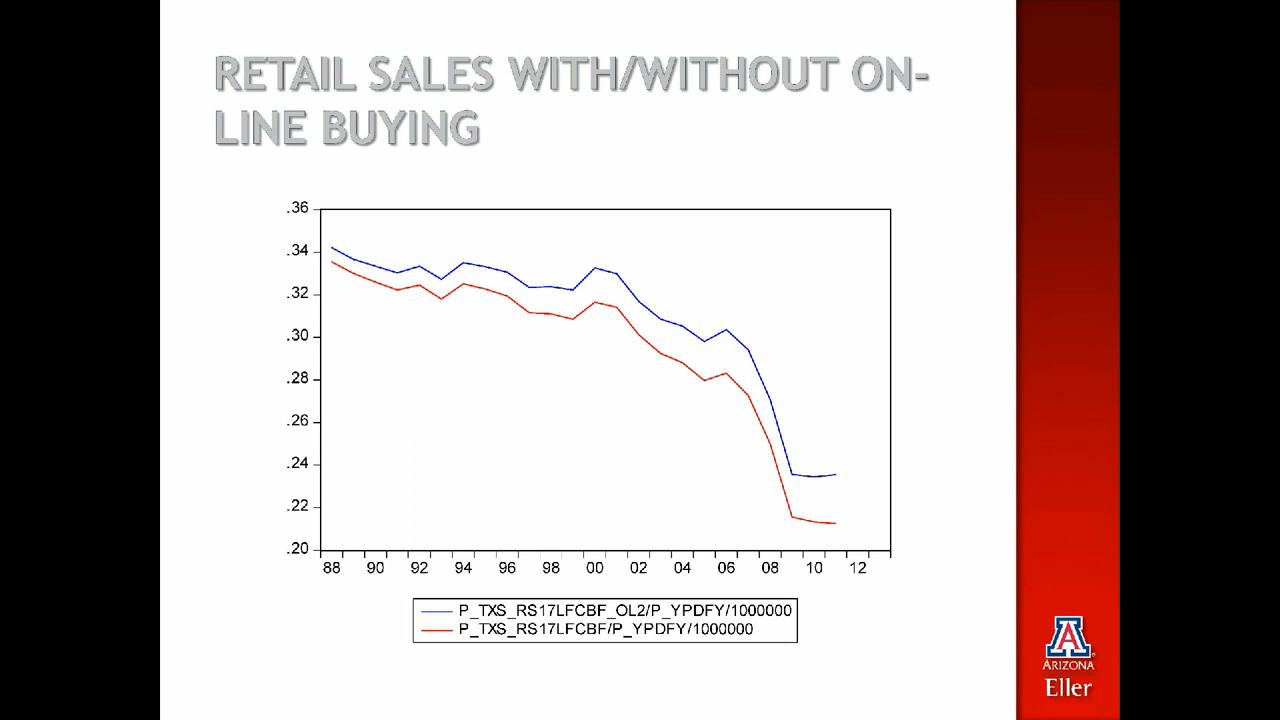 RETAIL SALES WITH/WITHOUT ON-
LINE BUYING
.36
.34
.32
.30
.28
.26
.24
.22
.20
88 90 92 94 96 98 00 02 04 06 08 10 12
P_TXS_RS17LFCBF_OL2/P_YPDFY/1000000
P_TXS_RS17LFCBF/P_YPDFY/1000000
A
ARIZONA
Eller